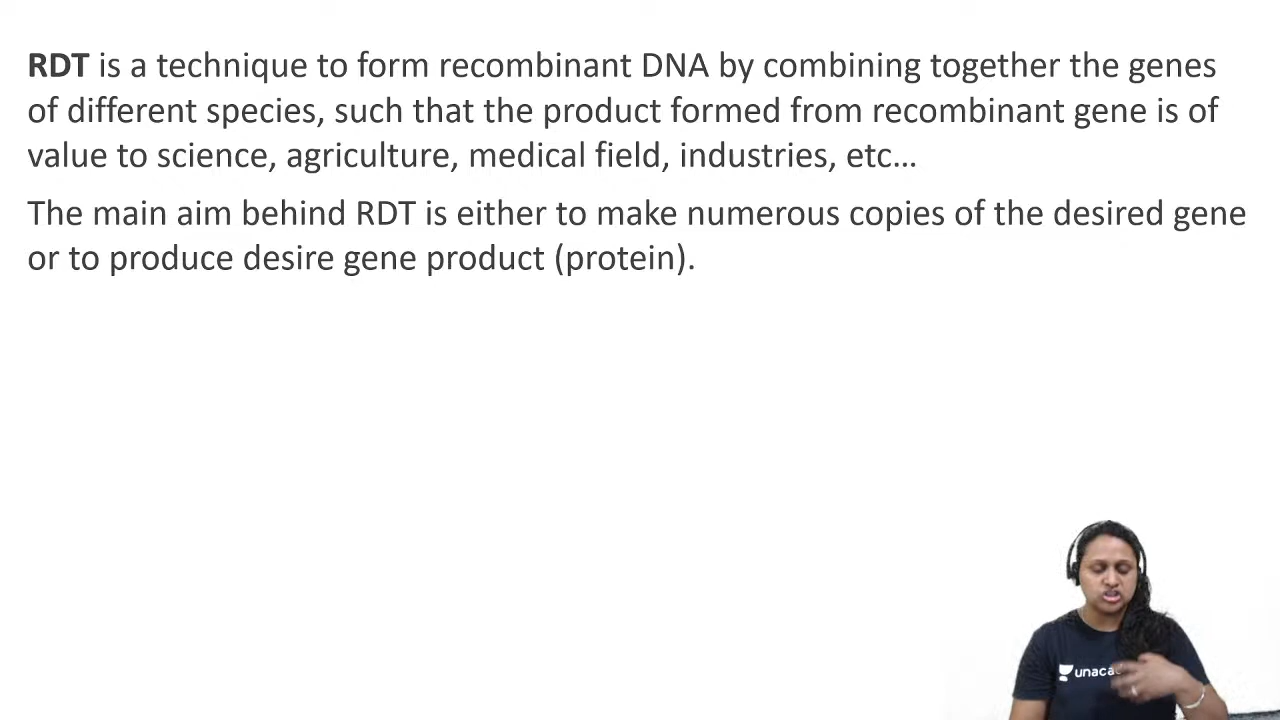 RDT is a technique to form recombinant DNA by combining together the genes
of different species, such that the product formed from recombinant gene is of
value to science, agriculture, medical field, industries, etc…
The main aim behind RDT is either to make numerous copies of the desired gene
or to produce desire gene product (protein).